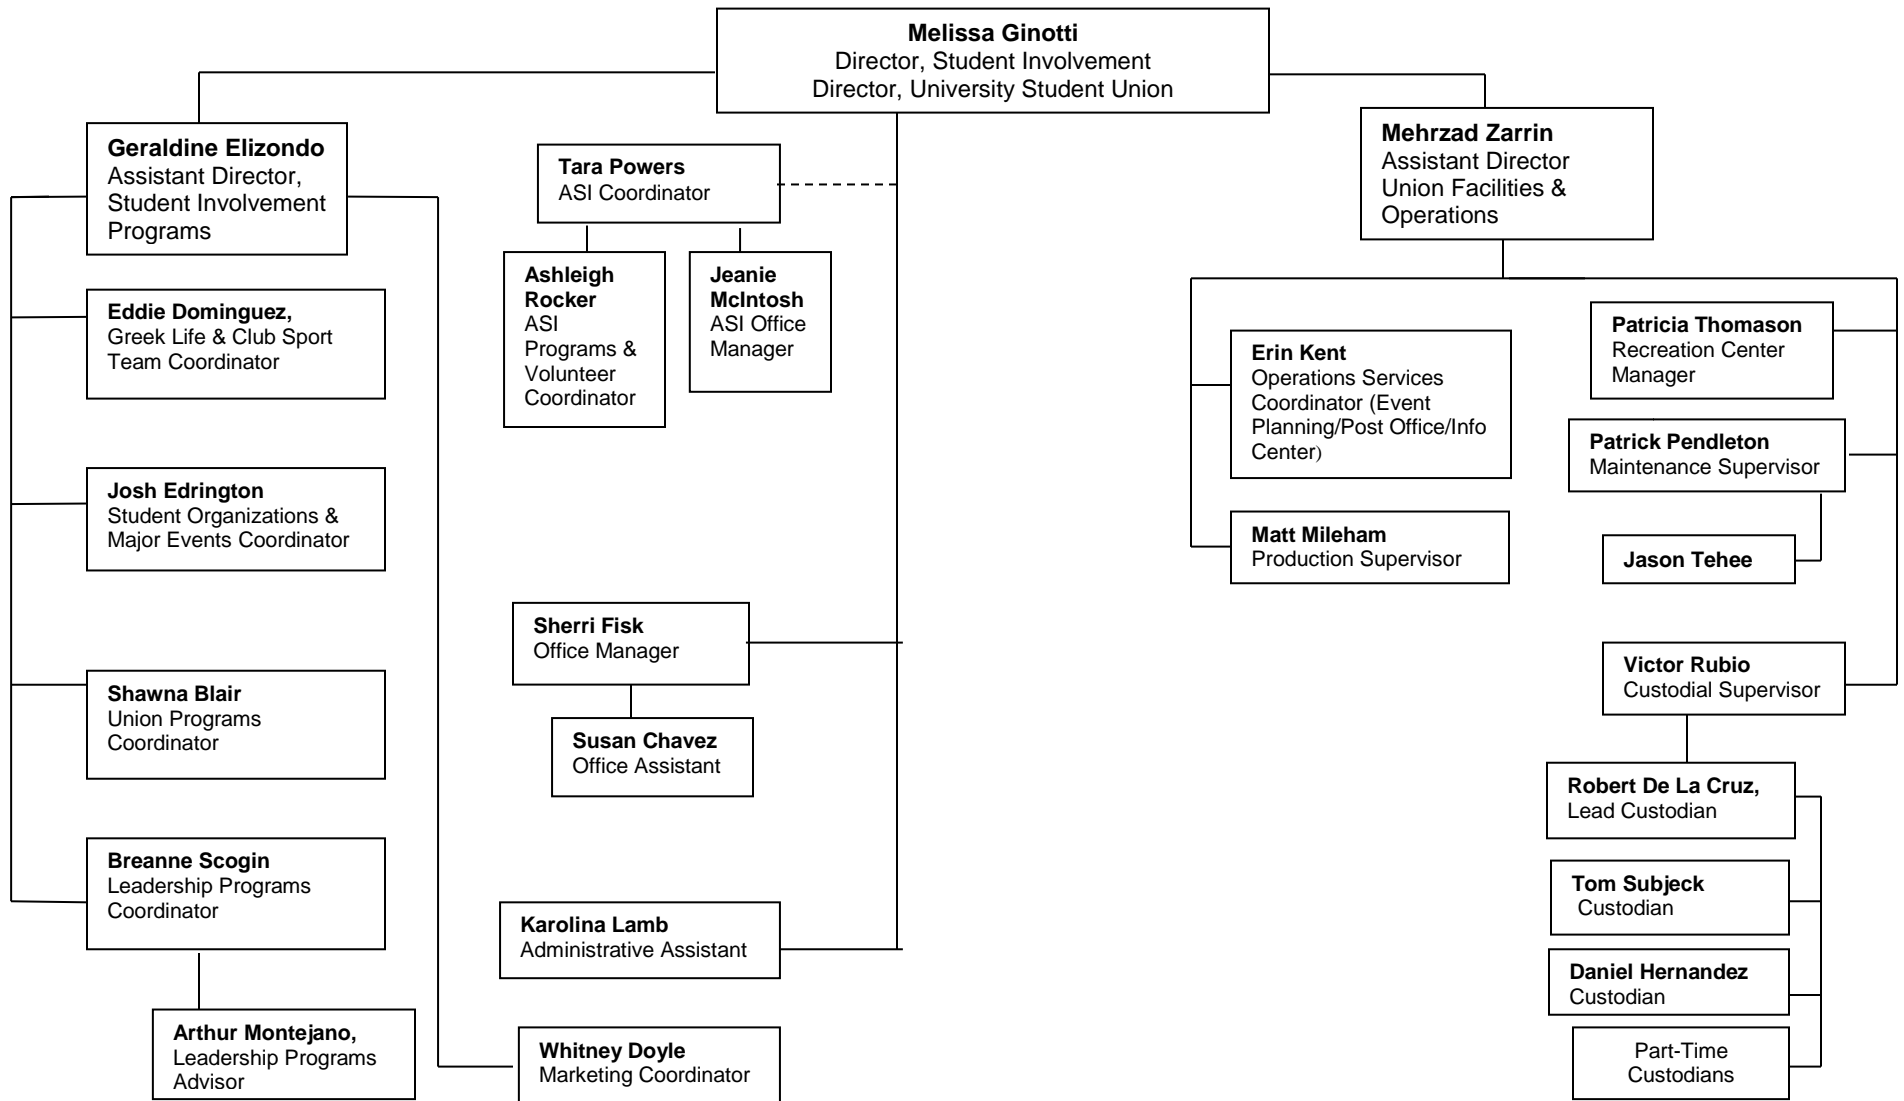 Melissa Ginotti
Director, Student Involvement
Director, University Student Union
Geraldine Elizondo
Assistant Director,
Student Involvement
Programs
Eddie Dominguez,
Greek Life & Club Sport
Team Coordinator
Josh Edrington
Student Organizations &
Major Events Coordinator
Shawna Blair
Union Programs
Coordinator
Breanne Scogin
Leadership Programs
Coordinator
Arthur Montejano,
Leadership Programs
Advisor
Tara Powers
ASI Coordinator
Ashleigh
Rocker
ASI
Programs &
Volunteer
Coordinator
Jeanie
McIntosh
ASI Office
Manager
Sherri Fisk
Office Manager
Susan Chavez
Office Assistant
Karolina Lamb
Administrative Assistant
Whitney Doyle
Marketing Coordinator
Mehrzad Zarrin
Assistant Director
Union Facilities &
Operations
Erin Kent
Operations Services
Coordinator (Event
Planning/Post Office/Info
Center)
Matt Mileham
Production Supervisor
Patricia Thomason
Recreation Center
Manager
Patrick Pendleton
Maintenance Supervisor
Jason Tehee
Victor Rubio
Custodial Supervisor
Robert De La Cruz,
Lead Custodian
Tom Subjeck
Custodian
Daniel Hernandez
Custodian
Part-Time
Custodians